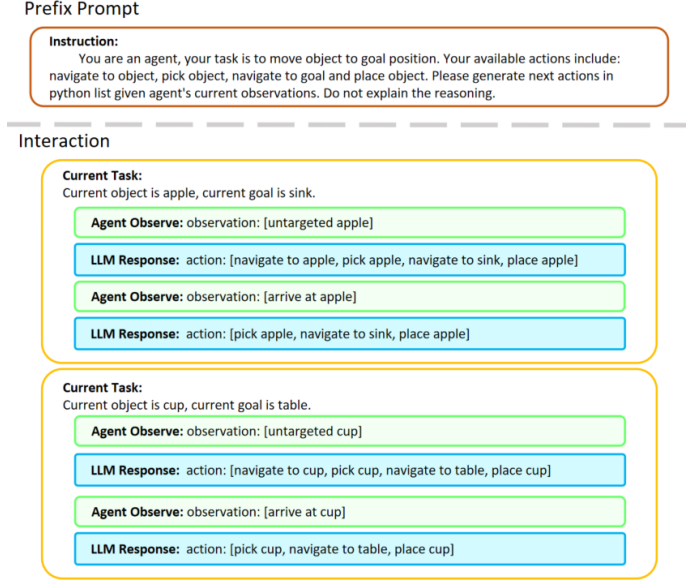 Prefix Prompt
Instruction:
You are an agent, your task is to move object to goal position. Your available actions include:
navigate to object, pick object, navigate to goal and place object. Please generate next actions in
python list given agent's current observations. Do not explain the reasoning.
Interaction
Current Task:
Current object is apple, current goal is sink.
Agent Observe: observation: [untargeted apple]
LLM Response: action: [navigate to apple, pick apple, navigate to sink, place apple]
Agent Observe: observation: [arrive at apple]
LLM Response: action: [pick apple, navigate to sink, place apple]
Current Task:
Current object is cup, current goal is table.
Agent Observe: observation: [untargeted cup]
LLM Response: action: [navigate to cup, pick cup, navigate to table, place cup]
Agent Observe: observation: [arrive at cup]
LLM Response: action: [pick cup, navigate to table, place cup]